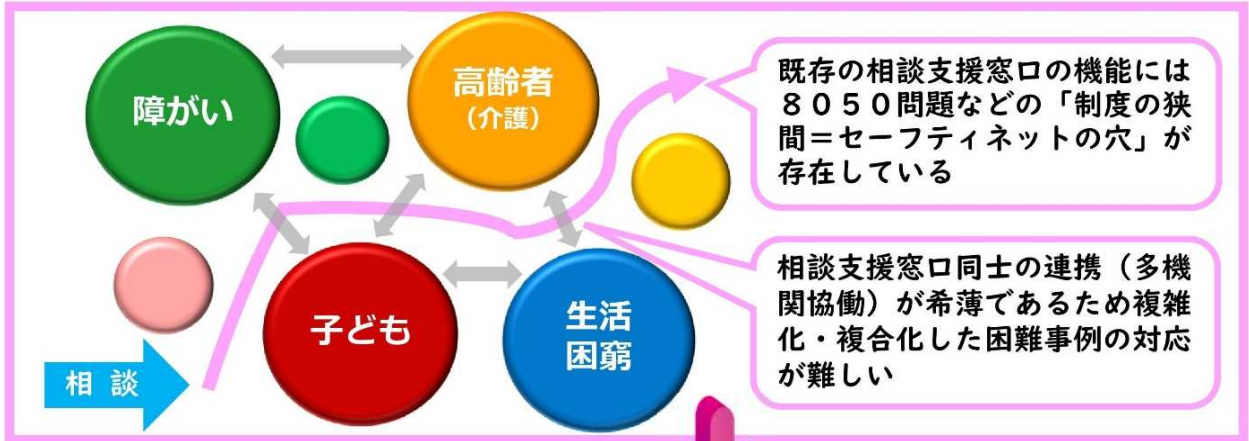 障がい
高齢者
（介護）
子ども
生活
困窮
相 談
既存の相談支援窓口の機能には
８０５０問題などの「制度の狭
間＝セーフティネットの穴」が
存在している
相談支援窓口同士の連携（多機
関協働）が希薄であるため複雑
化・複合化した困難事例の対応
が難しい